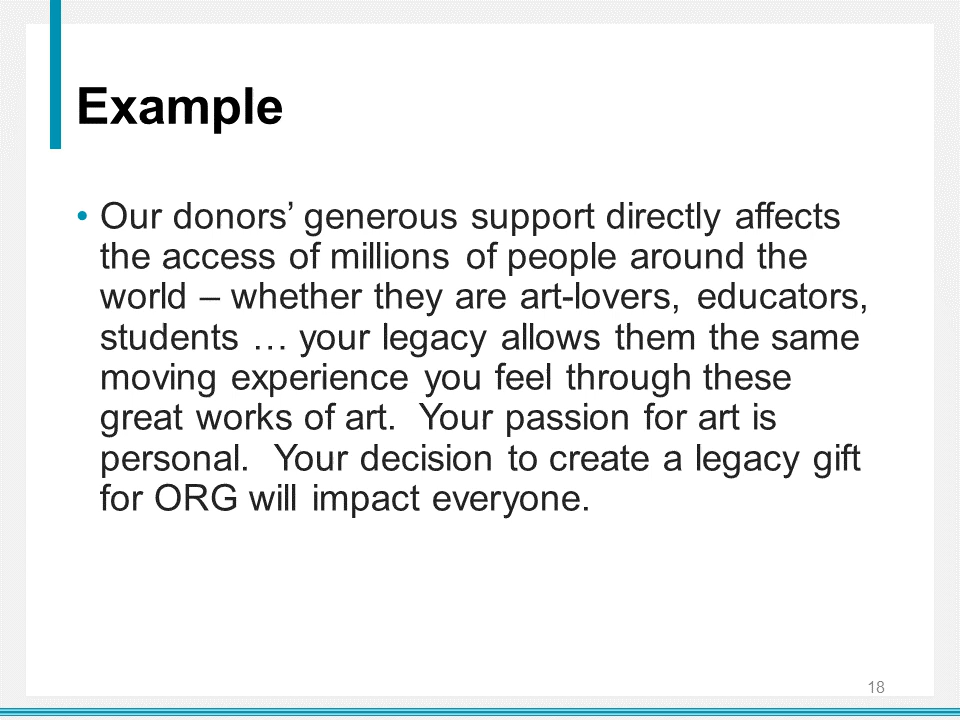 Example
• Our donors’ generous support directly affects
the access of millions of people around the
world – whether they are art-lovers, educators,
students … your legacy allows them the same
moving experience you feel through these
great works of art.  Your passion for art is
personal.  Your decision to create a legacy gift
for ORG will impact everyone.
18